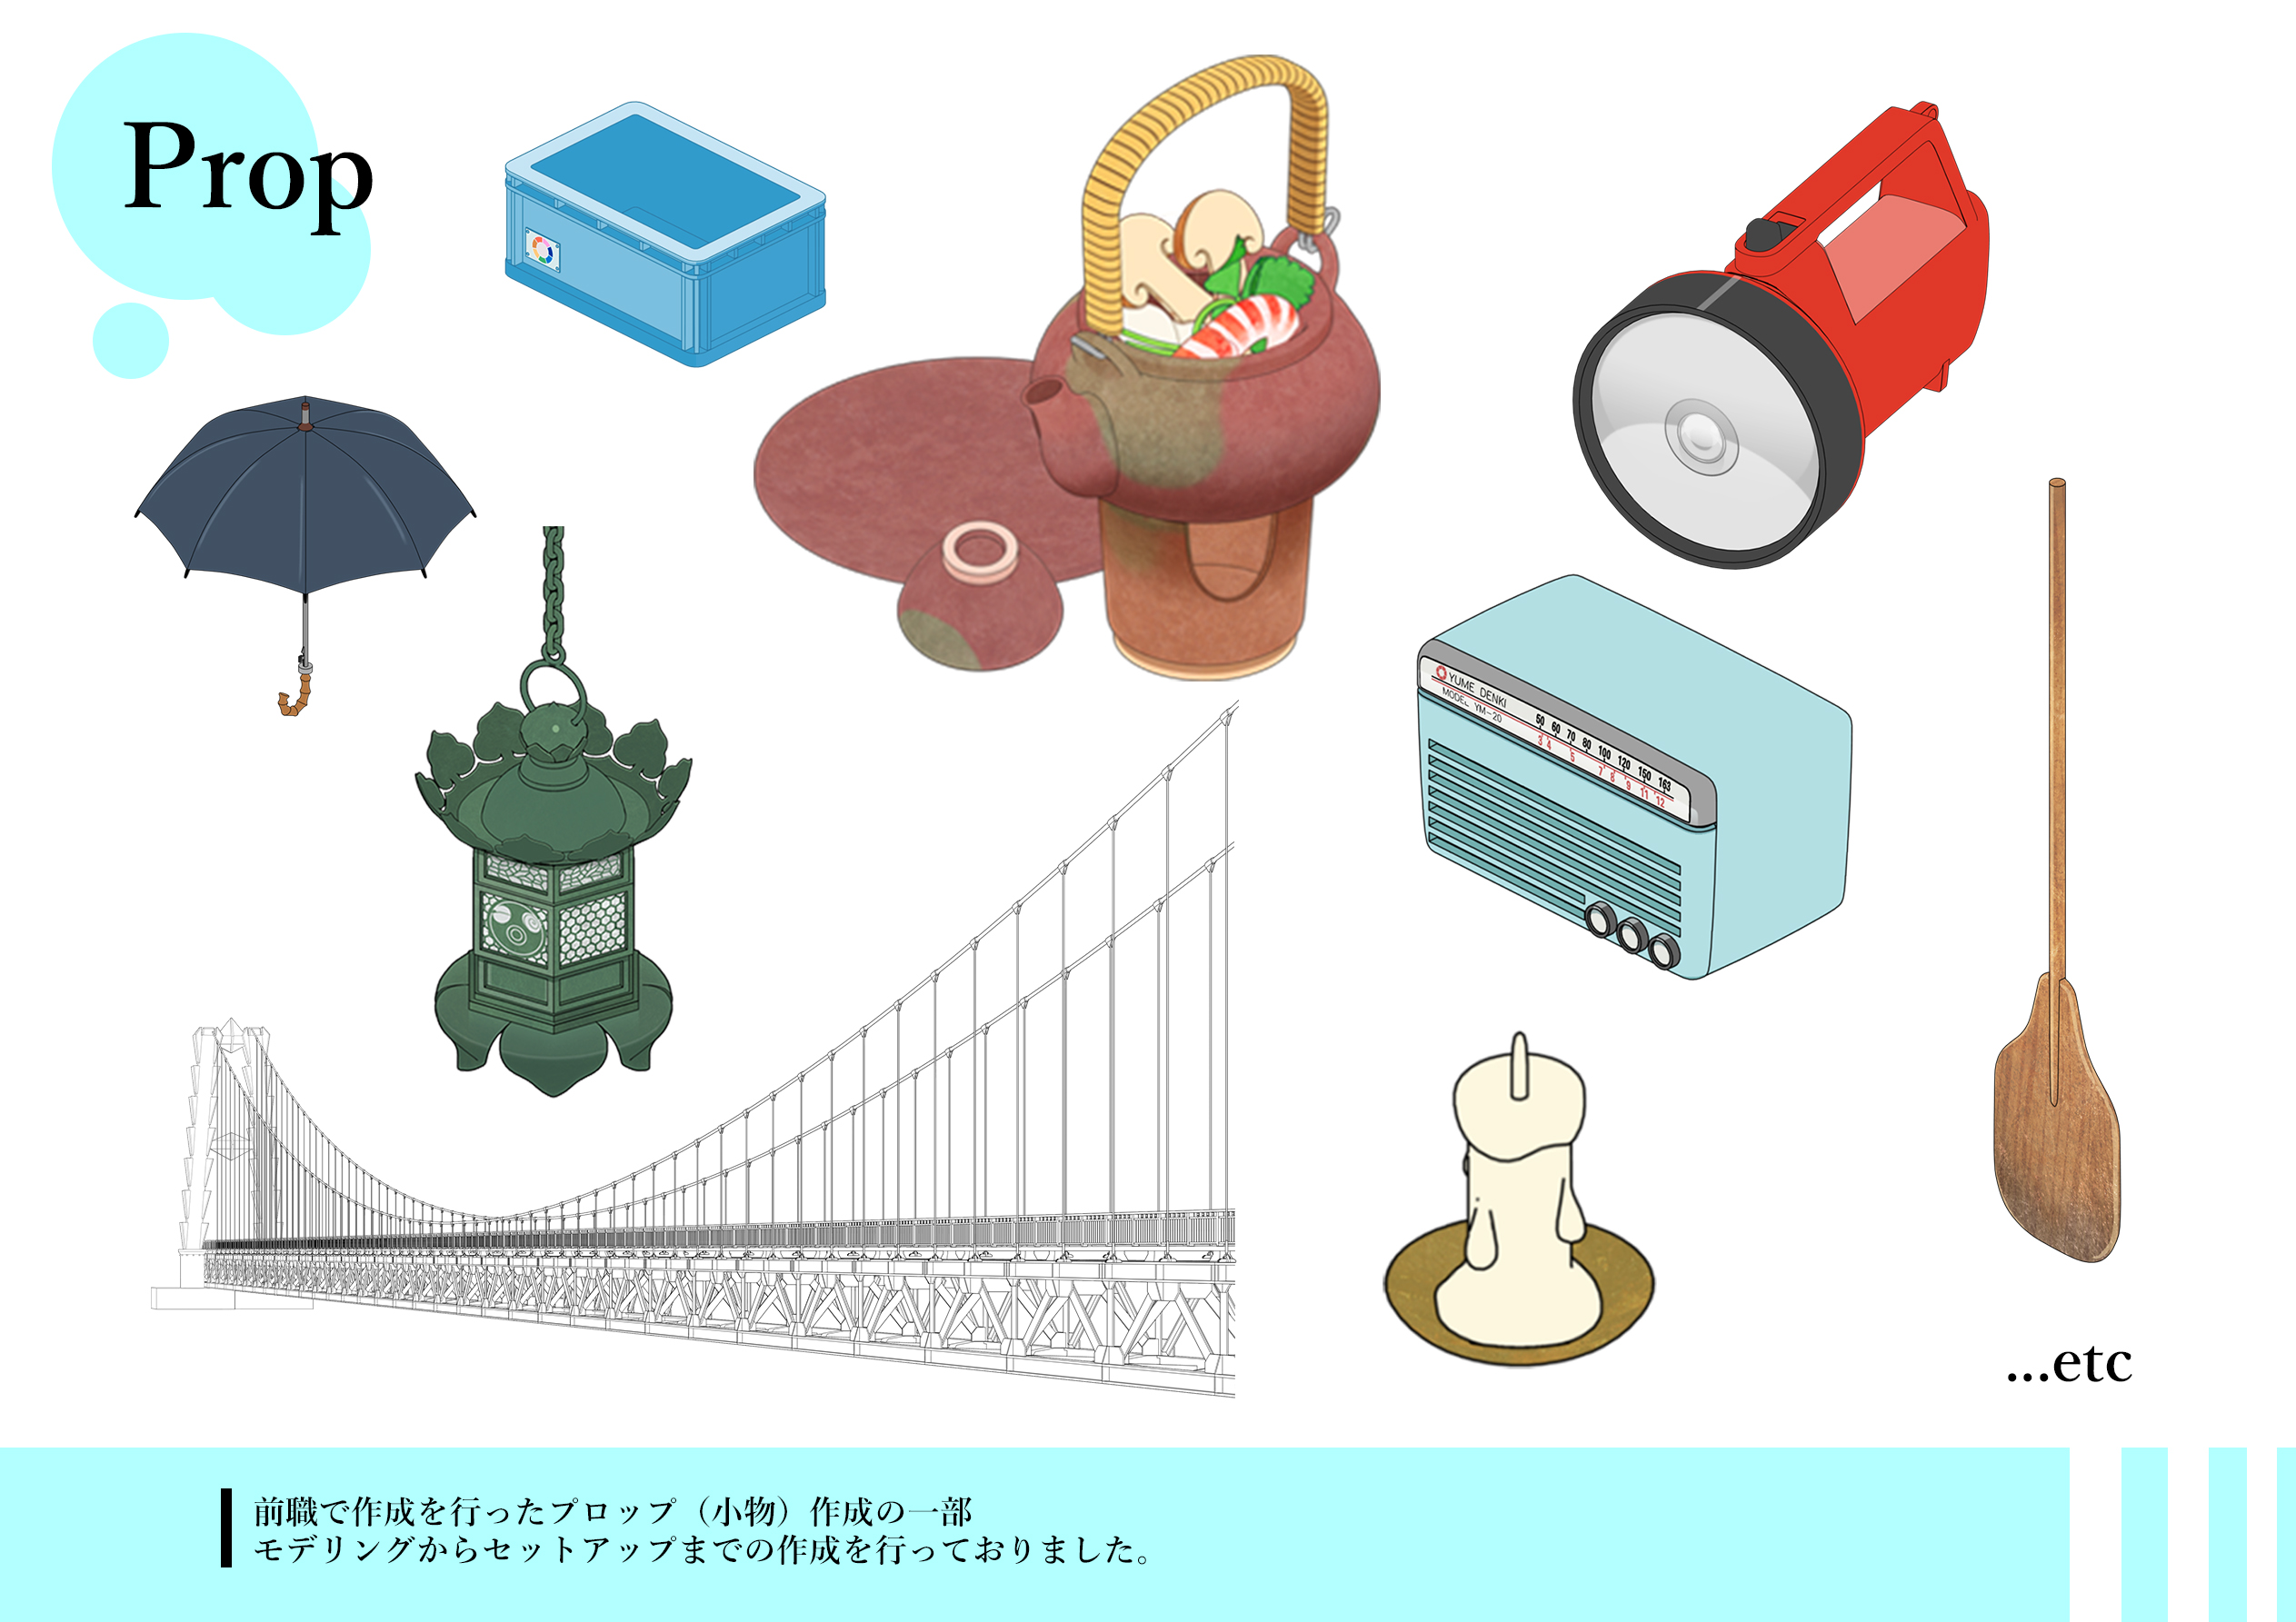 Prop
YUME DENKI
MODEL YM-20
50 60 70 80 100 120 150 163
3 4 5 7 8 9 11 12
...etc
前職で作成を行ったプロップ（小物）作成の一部
モデリングからセットアップまでの作成を行っておりました。